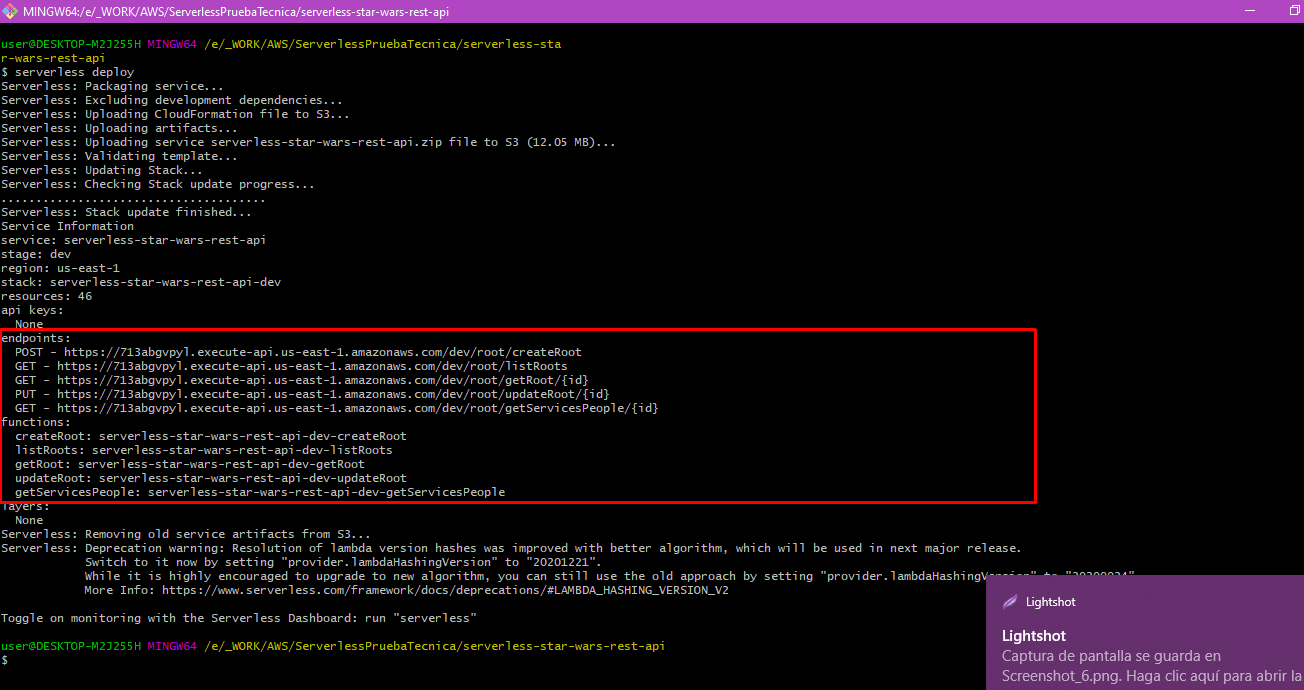 MINGW64:/e/_WORK/AWS/ServerlessPruebaTecnica/serverless-star-wars-rest-api
user@DESKTOP-M2J255H MINGW64 /e/_WORK/AWS/ServerlessPruebaTecnica/serverless-sta
r-wars-rest-api
$ serverless deploy
Serverless: Packaging service...
Serverless: Excluding development dependencies...
Serverless: Uploading CloudFormation file to S3...
Serverless: Uploading artifacts...
Serverless: Uploading service serverless-star-wars-rest-api.zip file to S3 (12.05 MB)...
Serverless: Validating template...
Serverless: Updating Stack...
Serverless: Checking Stack update progress...
......................................
Serverless: Stack update finished...
Service Information
service: serverless-star-wars-rest-api
stage: dev
region: us-east-1
stack: serverless-star-wars-rest-api-dev
resources: 46
api keys:
  None
endpoints:
  POST - https://713abgvpyl.execute-api.us-east-1.amazonaws.com/dev/root/createRoot
  GET - https://713abgvpyl.execute-api.us-east-1.amazonaws.com/dev/root/listRoots
  GET - https://713abgvpyl.execute-api.us-east-1.amazonaws.com/dev/root/getRoot/{id}
  PUT - https://713abgvpyl.execute-api.us-east-1.amazonaws.com/dev/root/updateRoot/{id}
  GET - https://713abgvpyl.execute-api.us-east-1.amazonaws.com/dev/root/getServicesPeople/{id}
functions:
  createRoot: serverless-star-wars-rest-api-dev-createRoot
  listRoots: serverless-star-wars-rest-api-dev-listRoots
  getRoot: serverless-star-wars-rest-api-dev-getRoot
  updateRoot: serverless-star-wars-rest-api-dev-updateRoot
  getServicesPeople: serverless-star-wars-rest-api-dev-getServicesPeople
layers:
  None
Serverless: Removing old service artifacts from S3...
Serverless: Deprecation warning: Resolution of lambda version hashes was improved with better algorithm, which will be used in next major release.
            Switch to it now by setting "provider.lambdaHashingVersion" to "20201221".
            While it is highly encouraged to upgrade to new algorithm, you can still use the old approach by setting "provider.lambdaHashingVersion" to
            More Info: https://www.serverless.com/framework/docs/deprecations/#LAMBDA_HASHING_VERSION_V2
Toggle on monitoring with the Serverless Dashboard: run "serverless"
user@DESKTOP-M2J255H MINGW64 /e/_WORK/AWS/ServerlessPruebaTecnica/serverless-star-wars-rest-api
$
Lightshot
Lightshot
Captura de pantalla se guarda en
Screenshot_6.png. Haga clic aquí para abrir la